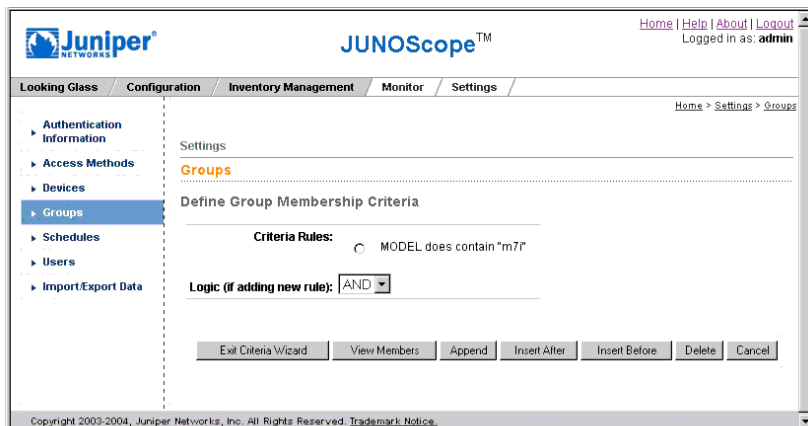 Juniper®
NETWORKS
JUNOScope™
Home | Help | About | Logout
Logged in as: admin
Looking Glass Configuration Inventory Management Monitor Settings
Home > Settings > Groups
Authentication
Information
Access Methods
Devices
Groups
Schedules
Users
Import/Export Data
Settings
Groups
Define Group Membership Criteria
Criteria Rules: MODEL does contain "m7i"
Logic (if adding new rule): AND
Exit Criteria Wizard View Members Append Insert After Insert Before Delete Cancel
Copyright 2003-2004, Juniper Networks, Inc. All Rights Reserved. Trademark Notice.